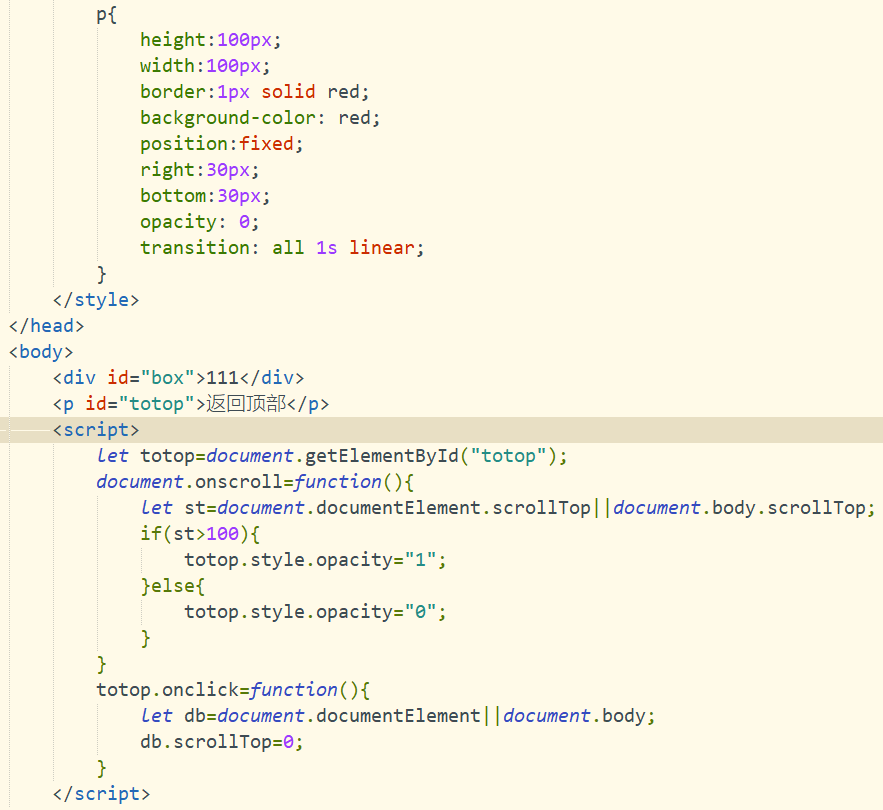 p{
height:100px;
width:100px;
border:1px solid red;
background-color: red;
position:fixed;
right:30px;
bottom:30px;
opacity: 0;
transition: all 1s linear;
}
</style>
</head>
<body>
<div id="box">111</div>
<p id="totop">返回顶部</p>
<script>
let totop=document.getElementById("totop");
document.onscroll=function(){
let st=document.documentElement.scrollTop||document.body.scrollTop;
if(st>100){
totop.style.opacity="1";
}else{
totop.style.opacity="0";
}
}
totop.onclick=function(){
let db=document.documentElement||document.body;
db.scrollTop=0;
}
</script>